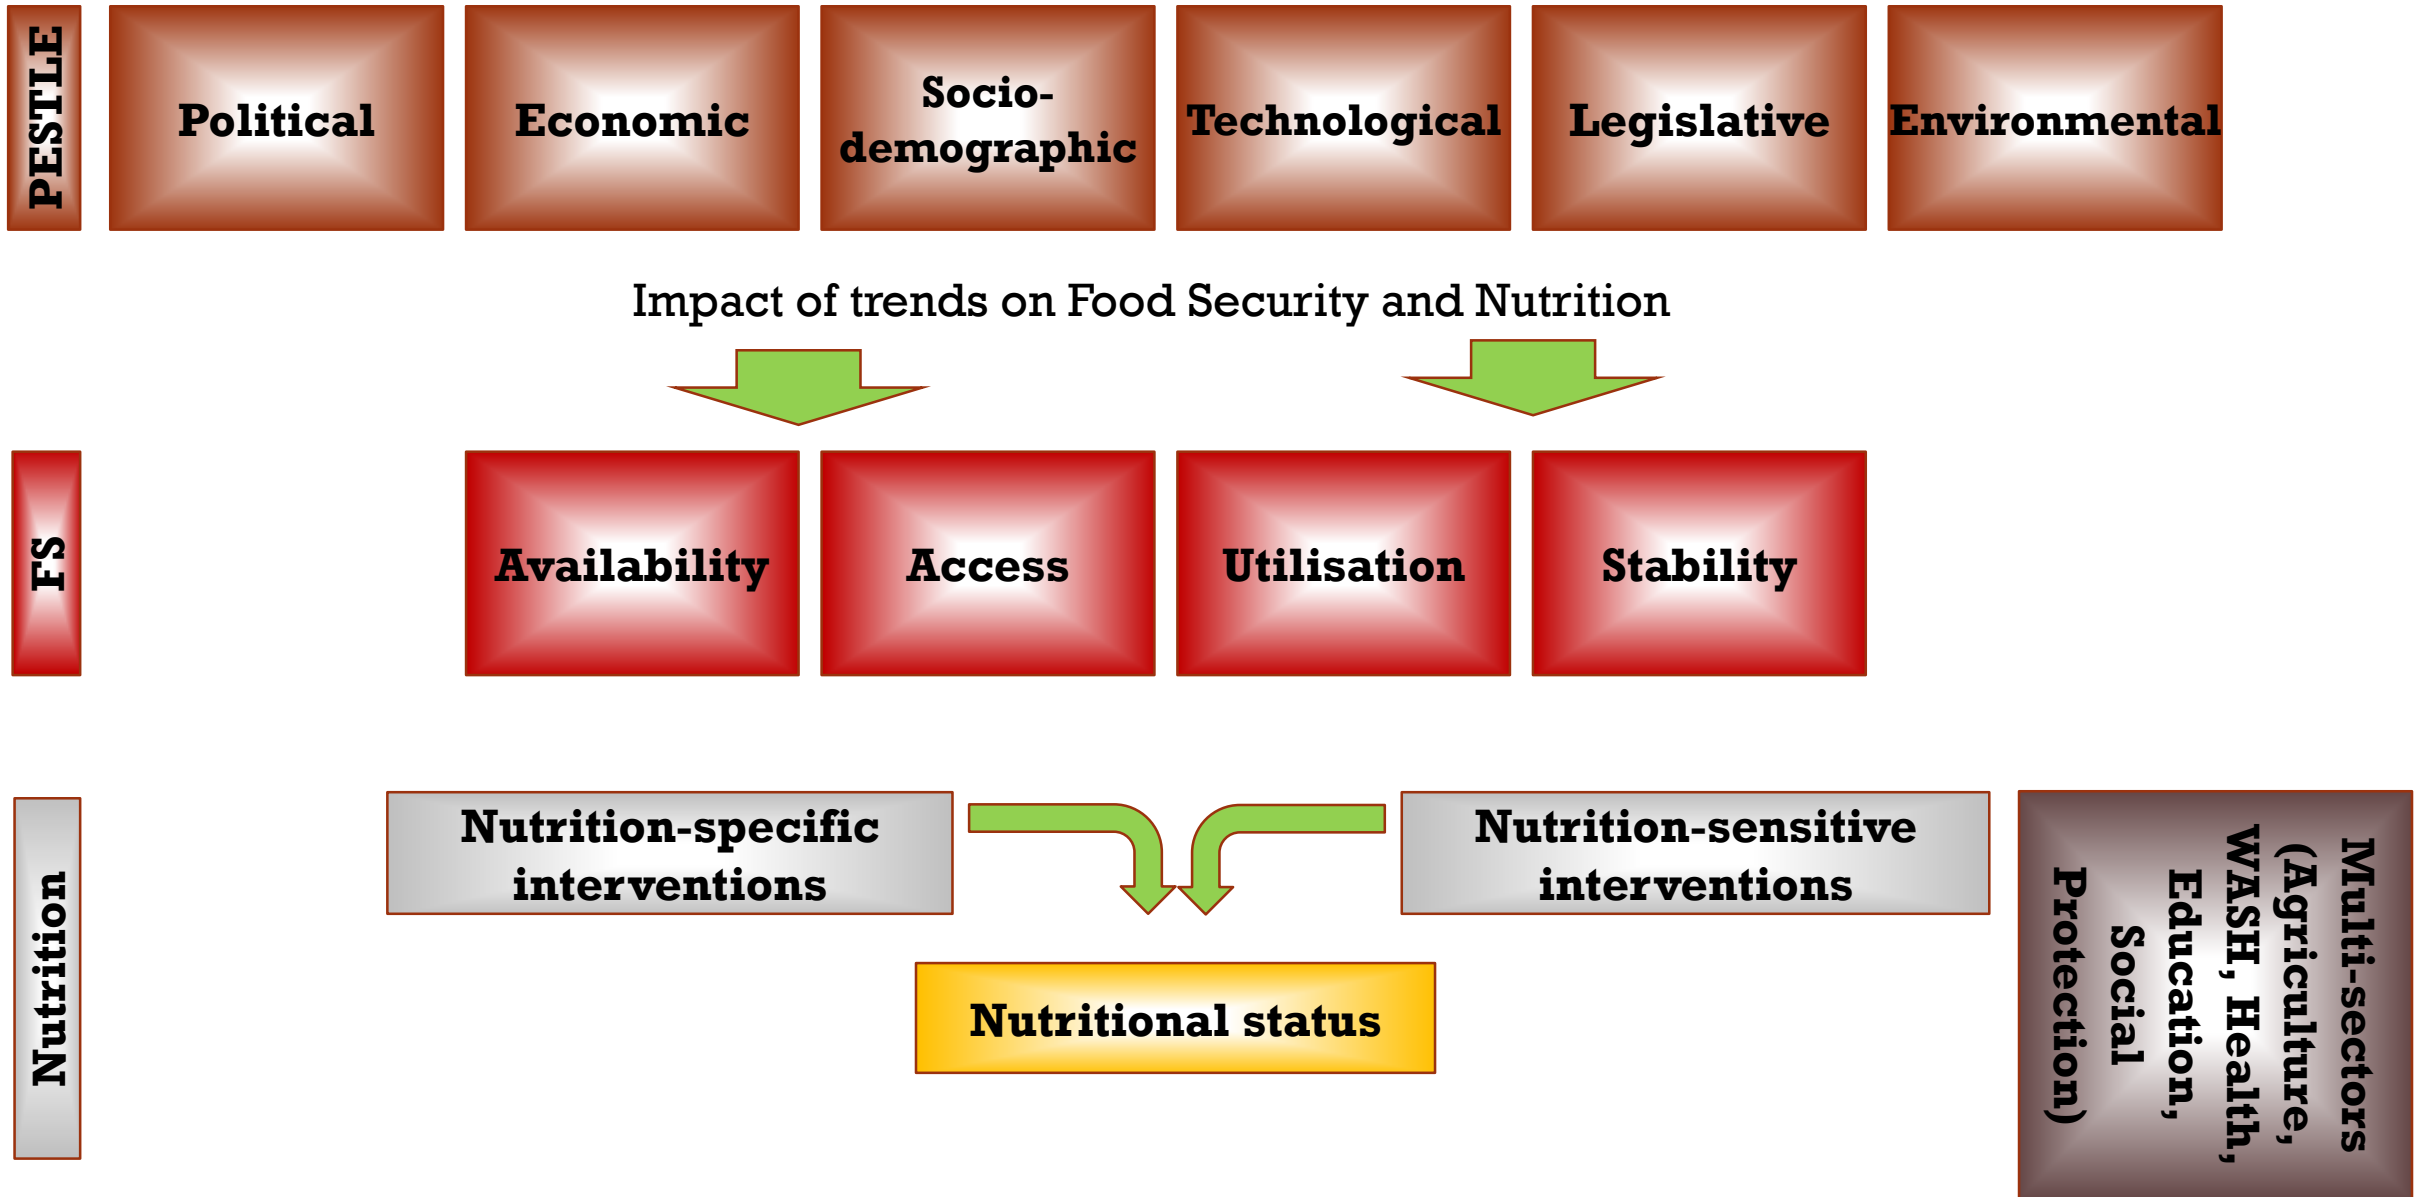 PESTLE
Political
Economic
Socio-
demographic
Technological
Legislative
Environmental
Impact of trends on Food Security and Nutrition
FS
Availability
Access
Utilisation
Stability
Nutrition
Nutrition-specific
interventions
Nutrition-sensitive
interventions
Nutritional status
Multi-sectors
(Agriculture,
WASH, Health,
Education,
Social
Protection)